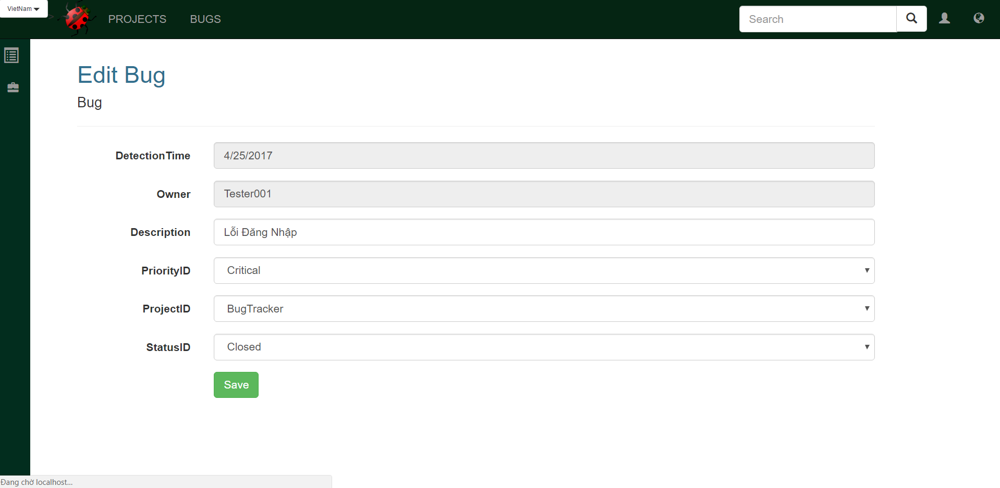 VietNam
>
PROJECTS
BUGS
Search
Edit Bug
Bug
DetectionTime
4/25/2017
Owner
Tester001
Description
Lỗi Đăng Nhập
PriorityID
Critical
ProjectID
BugTracker
StatusID
Closed
Save
Đang chờ localhost...